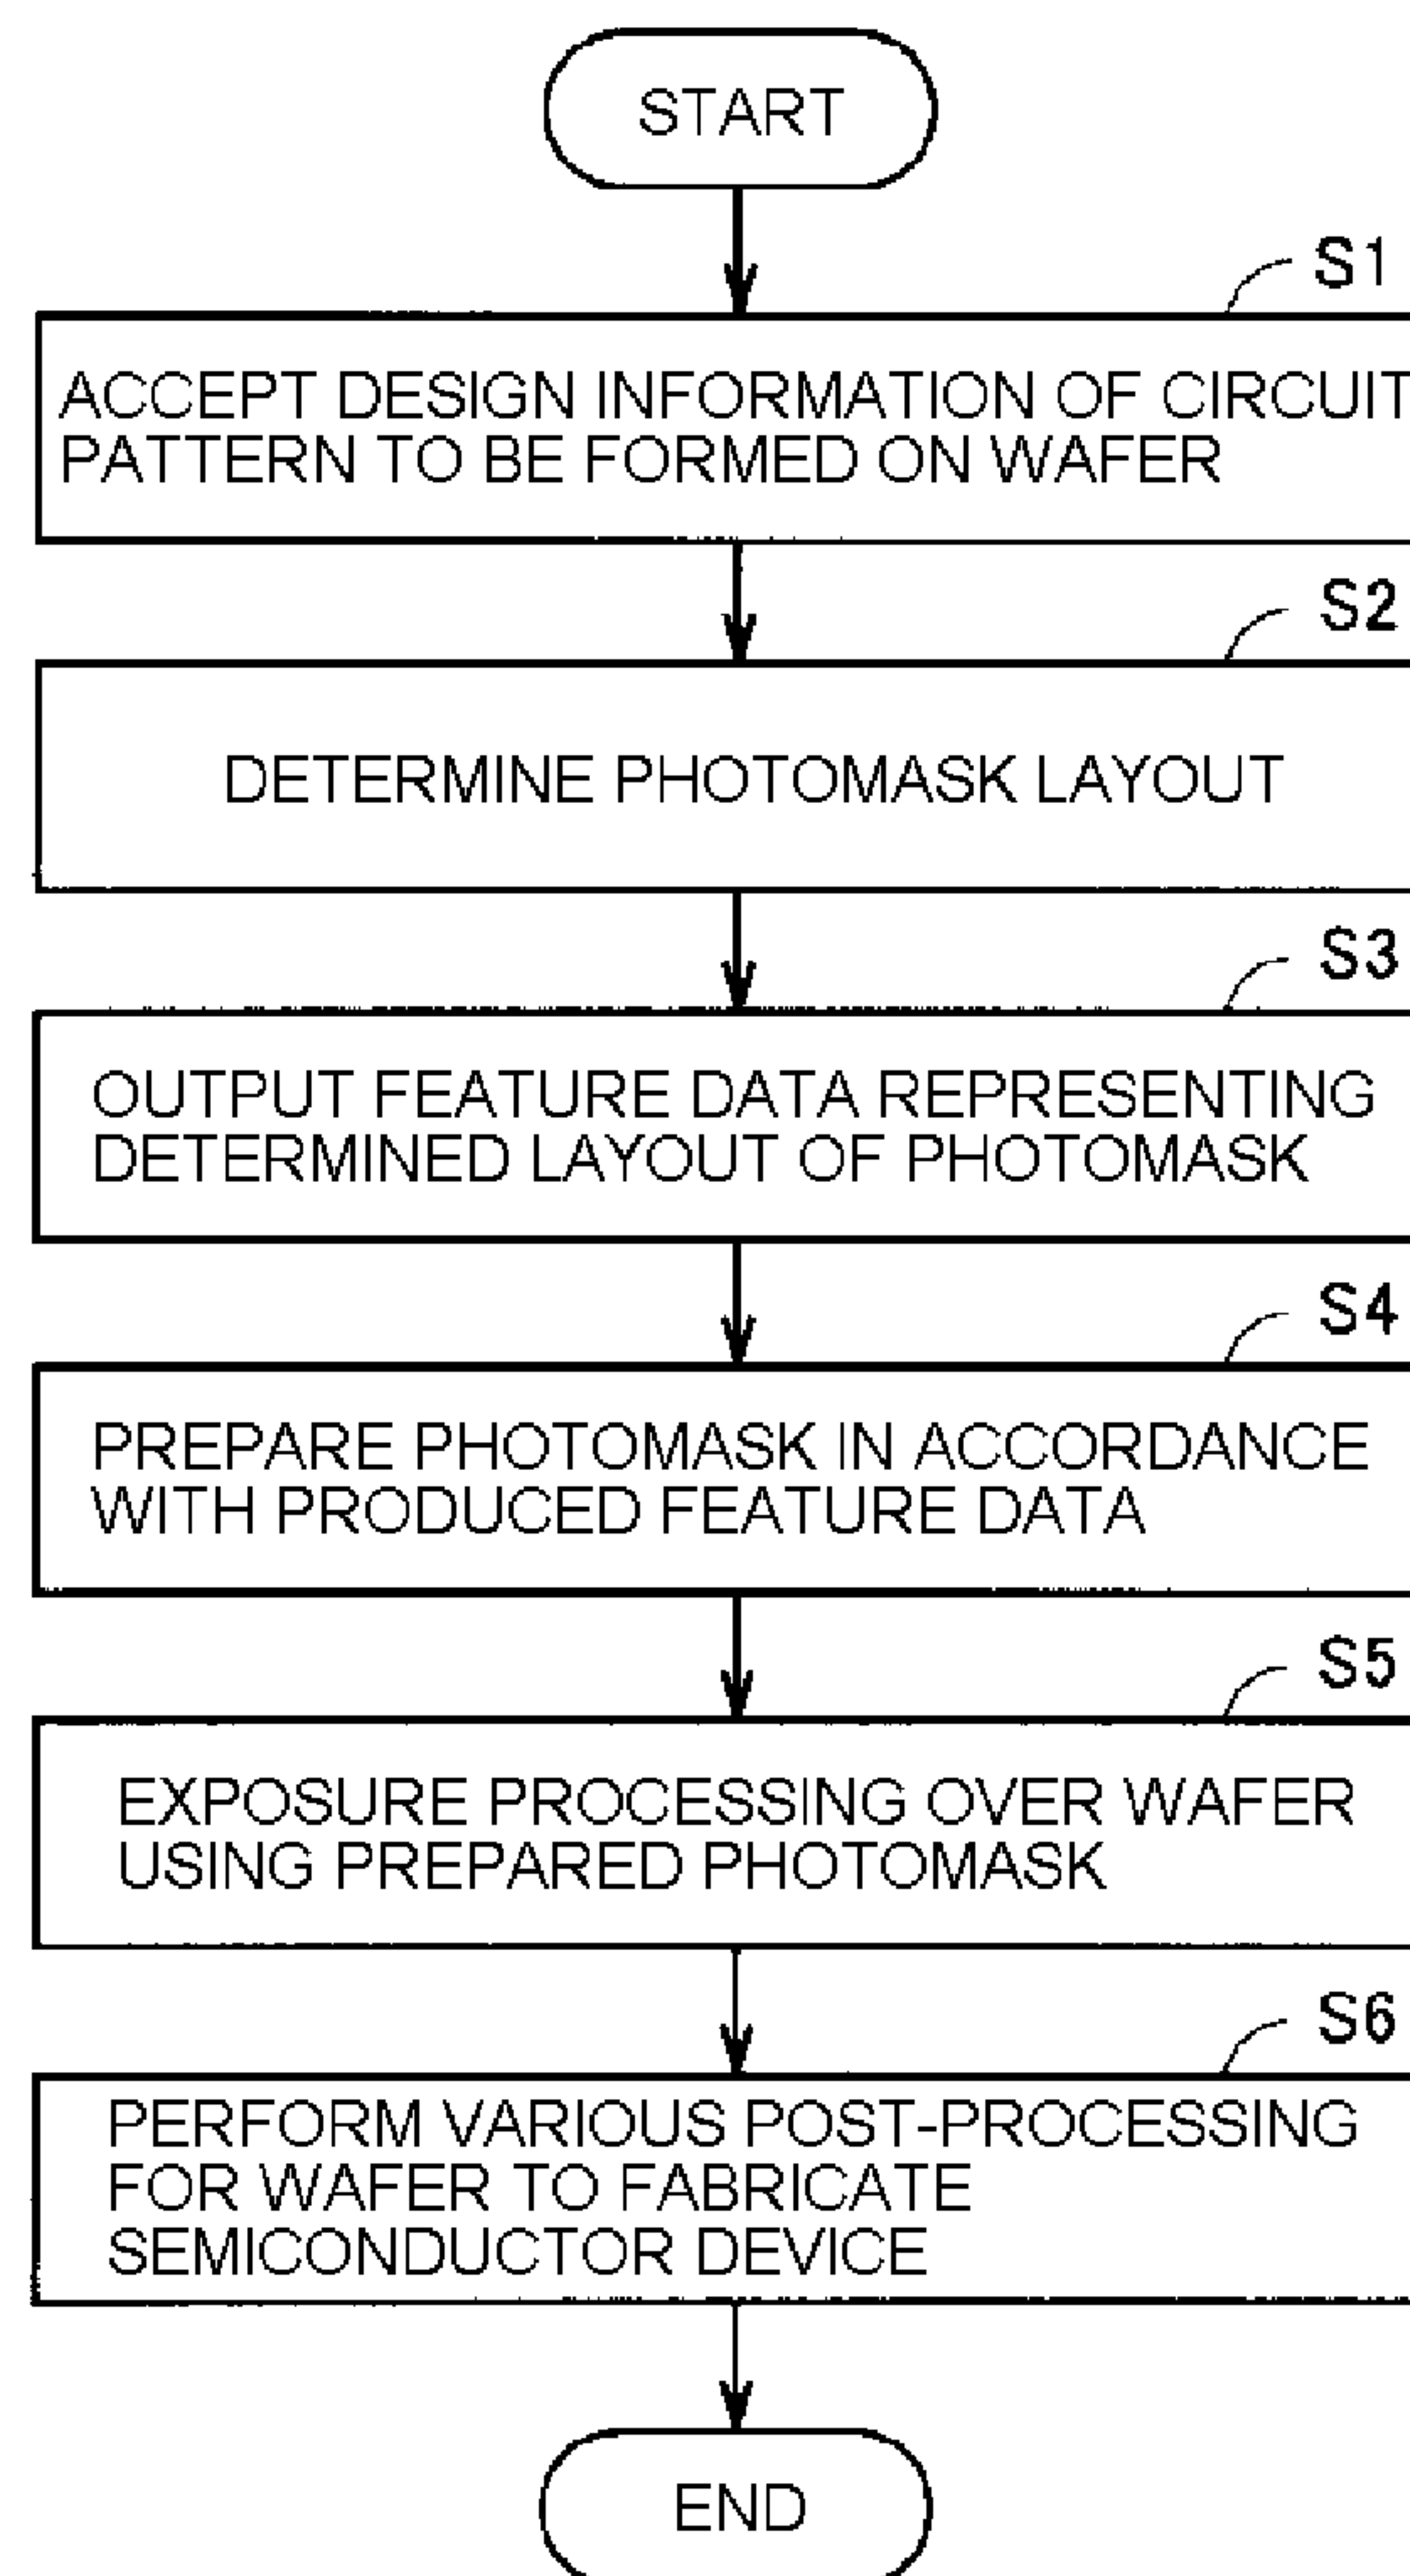 START
S1
ACCEPT DESIGN INFORMATION OF CIRCUIT
PATTERN TO BE FORMED ON WAFER
S2
DETERMINE PHOTOMASK LAYOUT
S3
OUTPUT FEATURE DATA REPRESENTING
DETERMINED LAYOUT OF PHOTOMASK
S4
PREPARE PHOTOMASK IN ACCORDANCE
WITH PRODUCED FEATURE DATA
S5
EXPOSURE PROCESSING OVER WAFER
USING PREPARED PHOTOMASK
S6
PERFORM VARIOUS POST-PROCESSING
FOR WAFER TO FABRICATE
SEMICONDUCTOR DEVICE
END